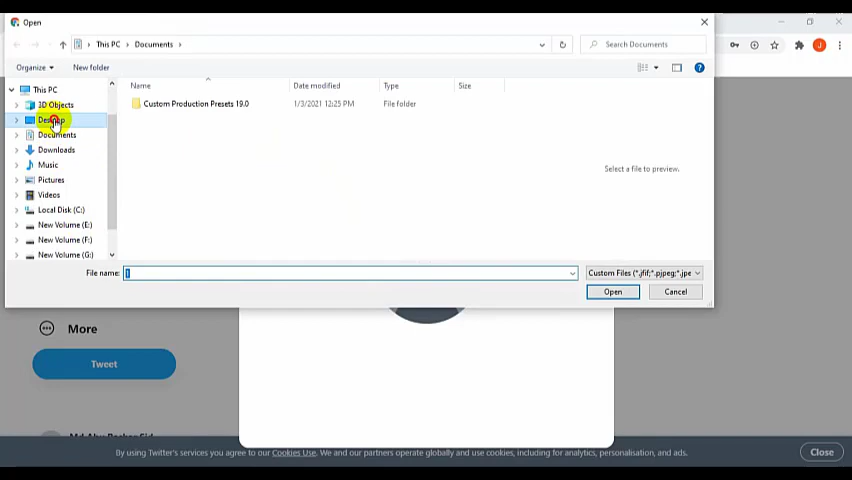 Open
This PC > Documents >
Search Documents
Organize
New folder
This PC
3D Objects
Desktop
Documents
Downloads
Music
Pictures
Videos
Local Disk (C:)
New Volume (E:)
New Volume (F:)
New Volume (G:)
Name
Date modified
Type
Size
Custom Production Presets 19.0
1/3/2021 12:25 PM
File folder
Select a file to preview.
File name:
Custom Files (*.jfif;*.pjpeg;*.jpe
Open
Cancel
J
More
Tweet
By using Twitter's services you agree to our Cookies Use. We and our partners operate globally and use cookies, including for analytics, personalisation, and ads.
Close